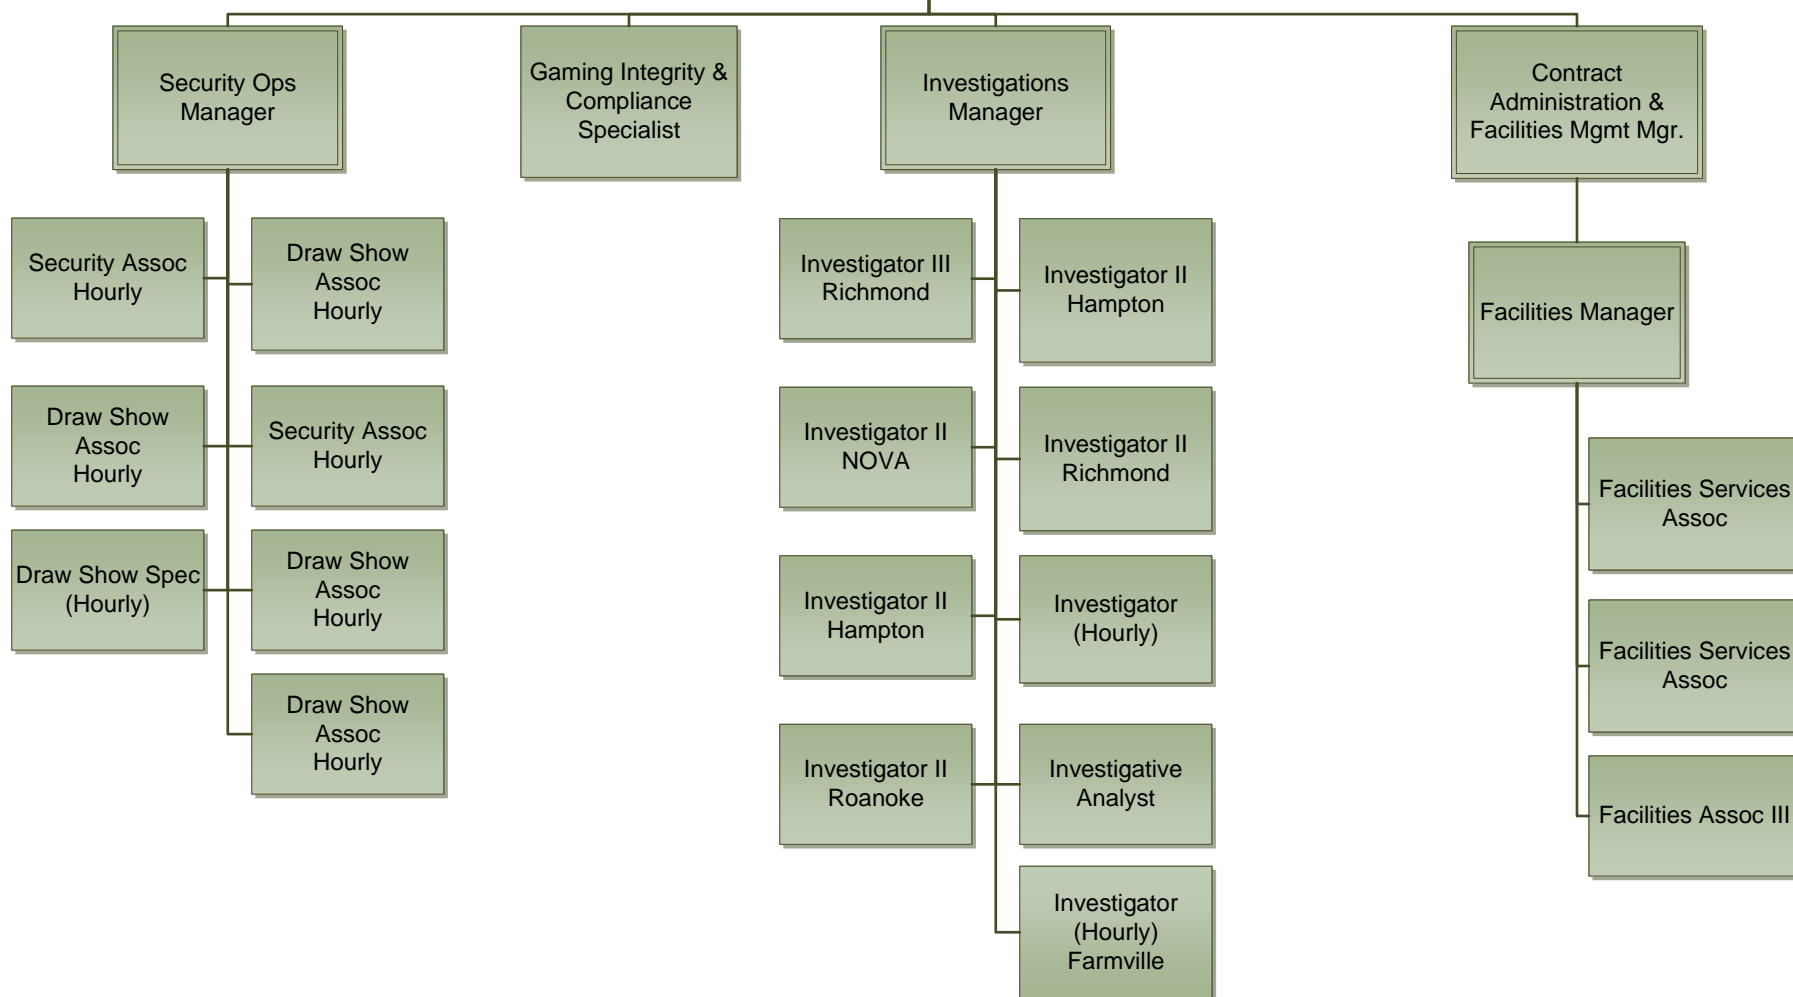 Security Ops
Manager
Gaming Integrity &
Compliance
Specialist
Investigations
Manager
Contract
Administration &
Facilities Mgmt Mgr.
Security Assoc
Hourly
Draw Show
Assoc
Hourly
Draw Show
Assoc
Hourly
Security Assoc
Hourly
Draw Show Spec
(Hourly)
Draw Show
Assoc
Hourly
Draw Show
Assoc
Hourly
Investigator III
Richmond
Investigator II
Hampton
Investigator II
NOVA
Investigator II
Richmond
Investigator II
Hampton
Investigator
(Hourly)
Investigator II
Roanoke
Investigative
Analyst
Investigator
(Hourly)
Farmville
Facilities Manager
Facilities Services
Assoc
Facilities Services
Assoc
Facilities Assoc III